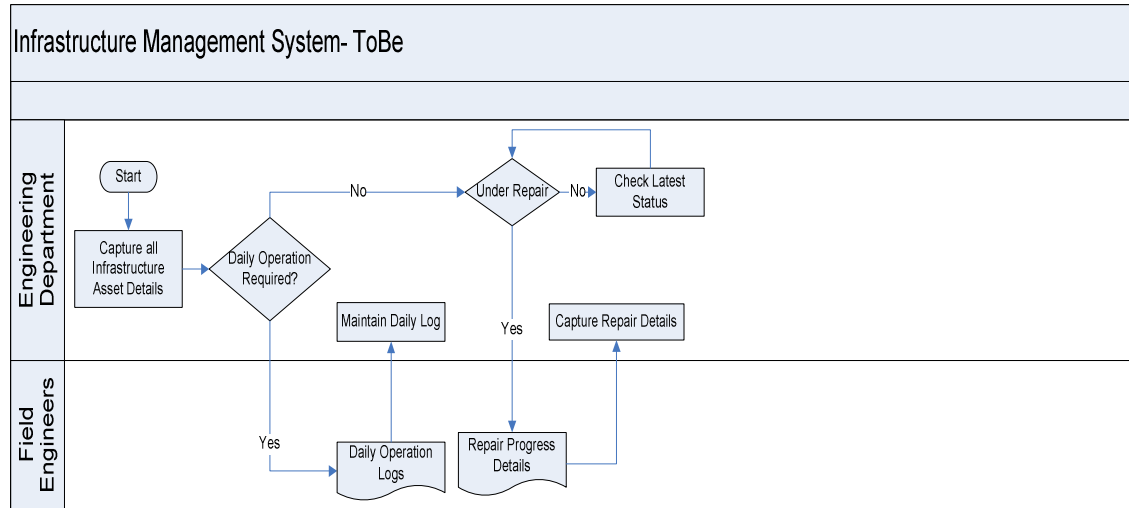 Infrastructure Management System- ToBe
Engineering
Department
Start
Capture all
Infrastructure
Asset Details
Daily Operation
Required?
No
Under Repair
No
Check Latest
Status
Maintain Daily Log
Yes
Capture Repair Details
Field
Engineers
Yes
Daily Operation
Logs
Repair Progress
Details